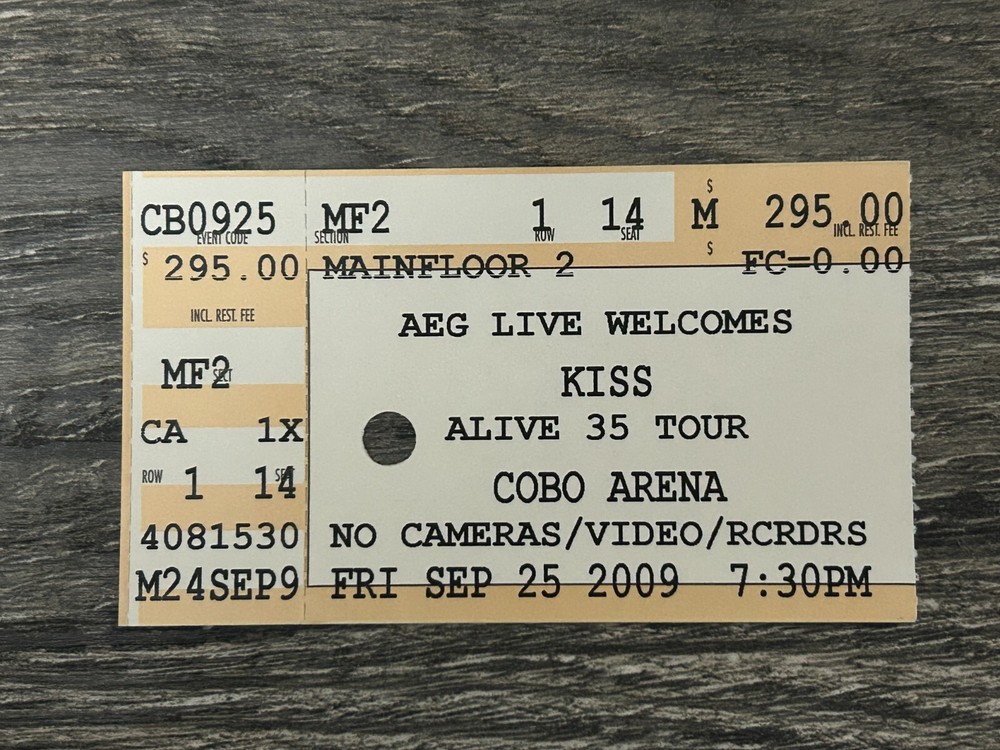 CB0925 MF2 1 14 M $ 295.00
EVENT CODE SECTION ROW SEAT INCL. REST. FEE
$ 295.00 MAINFLOOR 2 $ FC=0.00
INCL. REST. FEE AEG LIVE WELCOMES
MF2 SECT KISS
CA 1X ALIVE 35 TOUR
ROW 1 SEAT 14 COBO ARENA
4081530 NO CAMERAS/VIDEO/RCRDRS
M24SEP9 FRI SEP 25 2009 7:30PM